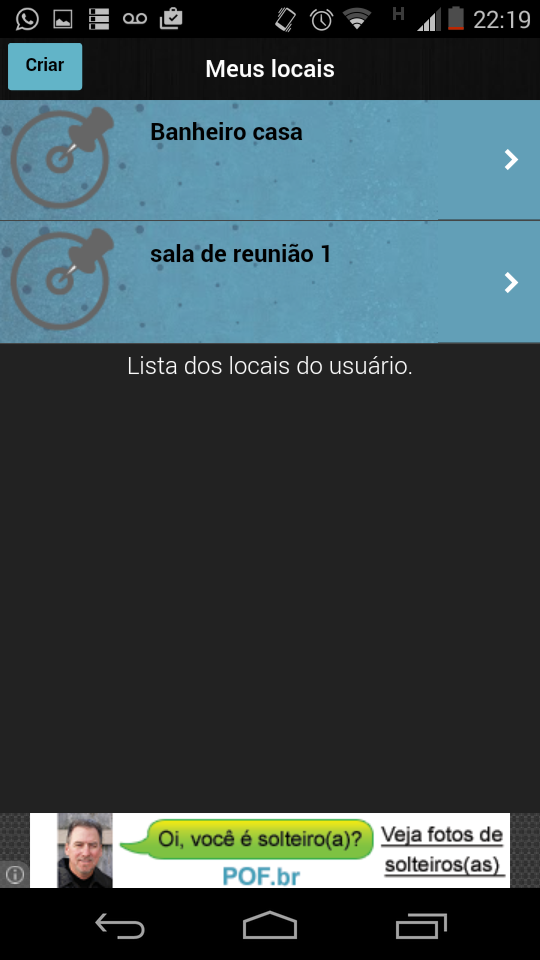 H 22:19
Criar
Meus locais
Banheiro casa
sala de reunião 1
Lista dos locais do usuário.
Oi, você é solteiro(a)?
POF.br
Veja fotos de
solteiros(as)